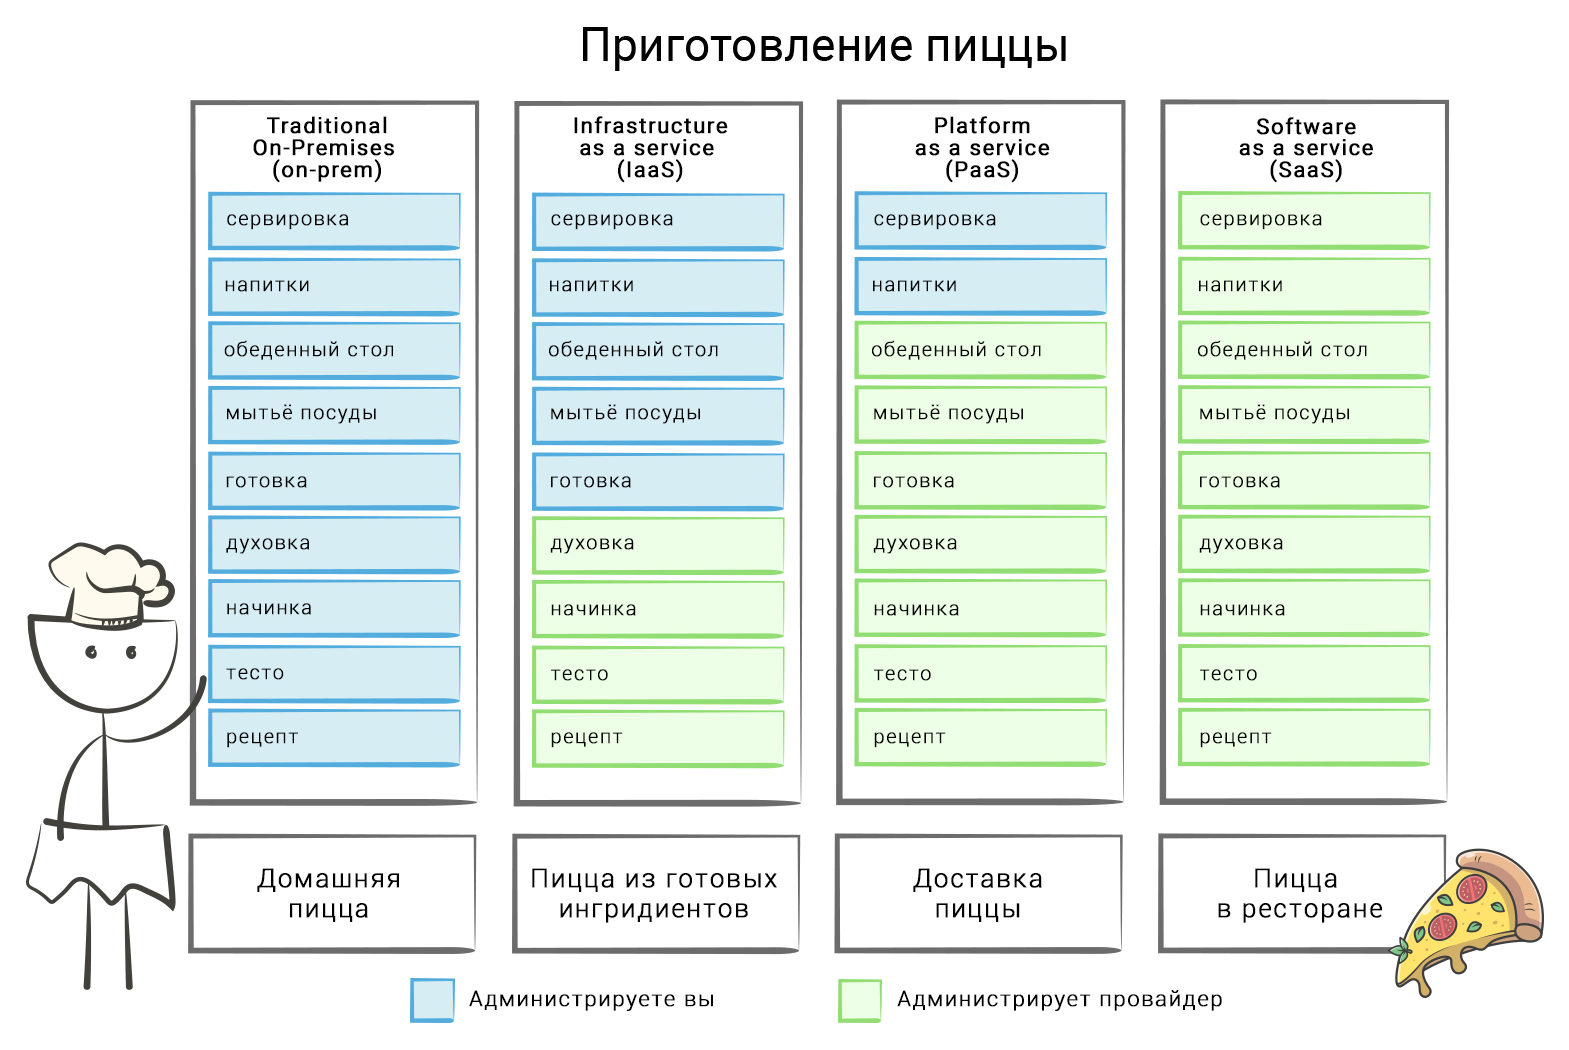 Приготовление пиццы
Traditional
On-Premises
(on-prem)
сервировка
напитки
обеденный стол
мытьё посуды
готовка
духовка
начинка
тесто
рецепт
Домашняя
пицца
Infrastructure
as a service
(IaaS)
сервировка
напитки
обеденный стол
мытьё посуды
готовка
духовка
начинка
тесто
рецепт
Пицца из готовых
ингридиентов
Platform
as a service
(PaaS)
сервировка
напитки
обеденный стол
мытьё посуды
готовка
духовка
начинка
тесто
рецепт
Доставка
пиццы
Software
as a service
(SaaS)
сервировка
напитки
обеденный стол
мытьё посуды
готовка
духовка
начинка
тесто
рецепт
Пицца
в ресторане
Администрируете вы
Администрирует провайдер